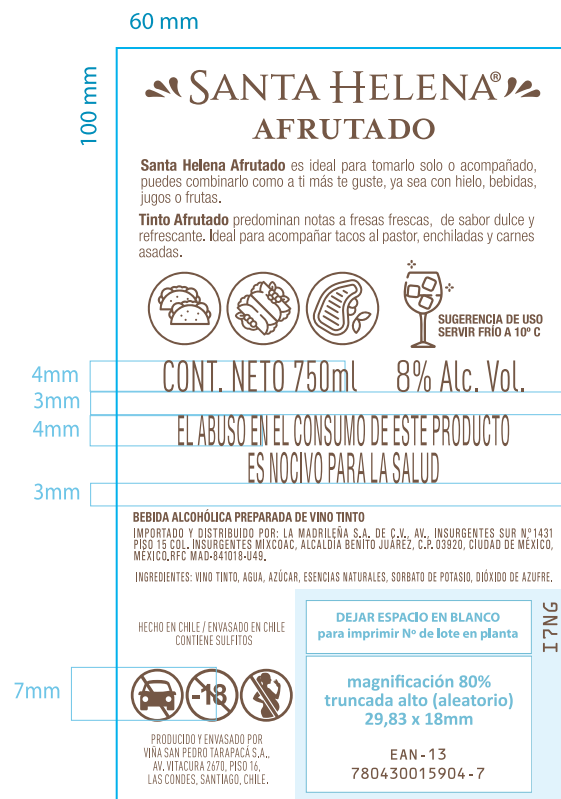 60 mm
100 mm
SANTA HELENA®
AFRUTADO
Santa Helena Afrutado es ideal para tomarlo solo o acompañado,
puedes combinarlo como a ti más te guste, ya sea con hielo, bebidas,
jugos o frutas.
Tinto Afrutado predominan notas a fresas frescas, de sabor dulce y
refrescante. Ideal para acompañar tacos al pastor, enchiladas y carnes
asadas.
SUGERENCIA DE USO
SERVIR FRÍO A 10º C
4mm
CONT. NETO 750ml 8% Alc. Vol.
3mm
4mm
EL ABUSO EN EL CONSUMO DE ESTE PRODUCTO
ES NOCIVO PARA LA SALUD
3mm
BEBIDA ALCOHÓLICA PREPARADA DE VINO TINTO
IMPORTADO Y DISTRIBUIDO POR: LA MADRILEÑA S.A. DE C.V., AV., INSURGENTES SUR N.º 1431
PISO 15 COL. INSURGENTES MIXCOAC, ALCALDÍA BENITO JUÁREZ, C.P. 03920, CIUDAD DE MÉXICO,
MÉXICO.RFC MAD-841018-U49.
INGREDIENTES: VINO TINTO, AGUA, AZÚCAR, ESENCIAS NATURALES, SORBATO DE POTASIO, DIÓXIDO DE AZUFRE.
HECHO EN CHILE / ENVASADO EN CHILE
CONTIENE SULFITOS
DEJAR ESPACIO EN BLANCO
para imprimir Nº de lote en planta
I7NG
7mm
-18
magnificación 80%
truncada alto (aleatorio)
29,83 x 18mm
EAN-13
780430015904-7
PRODUCIDO Y ENVASADO POR
VIÑA SAN PEDRO TARAPACÁ S.A.,
AV. VITACURA 2670, PISO 16,
LAS CONDES, SANTIAGO, CHILE.